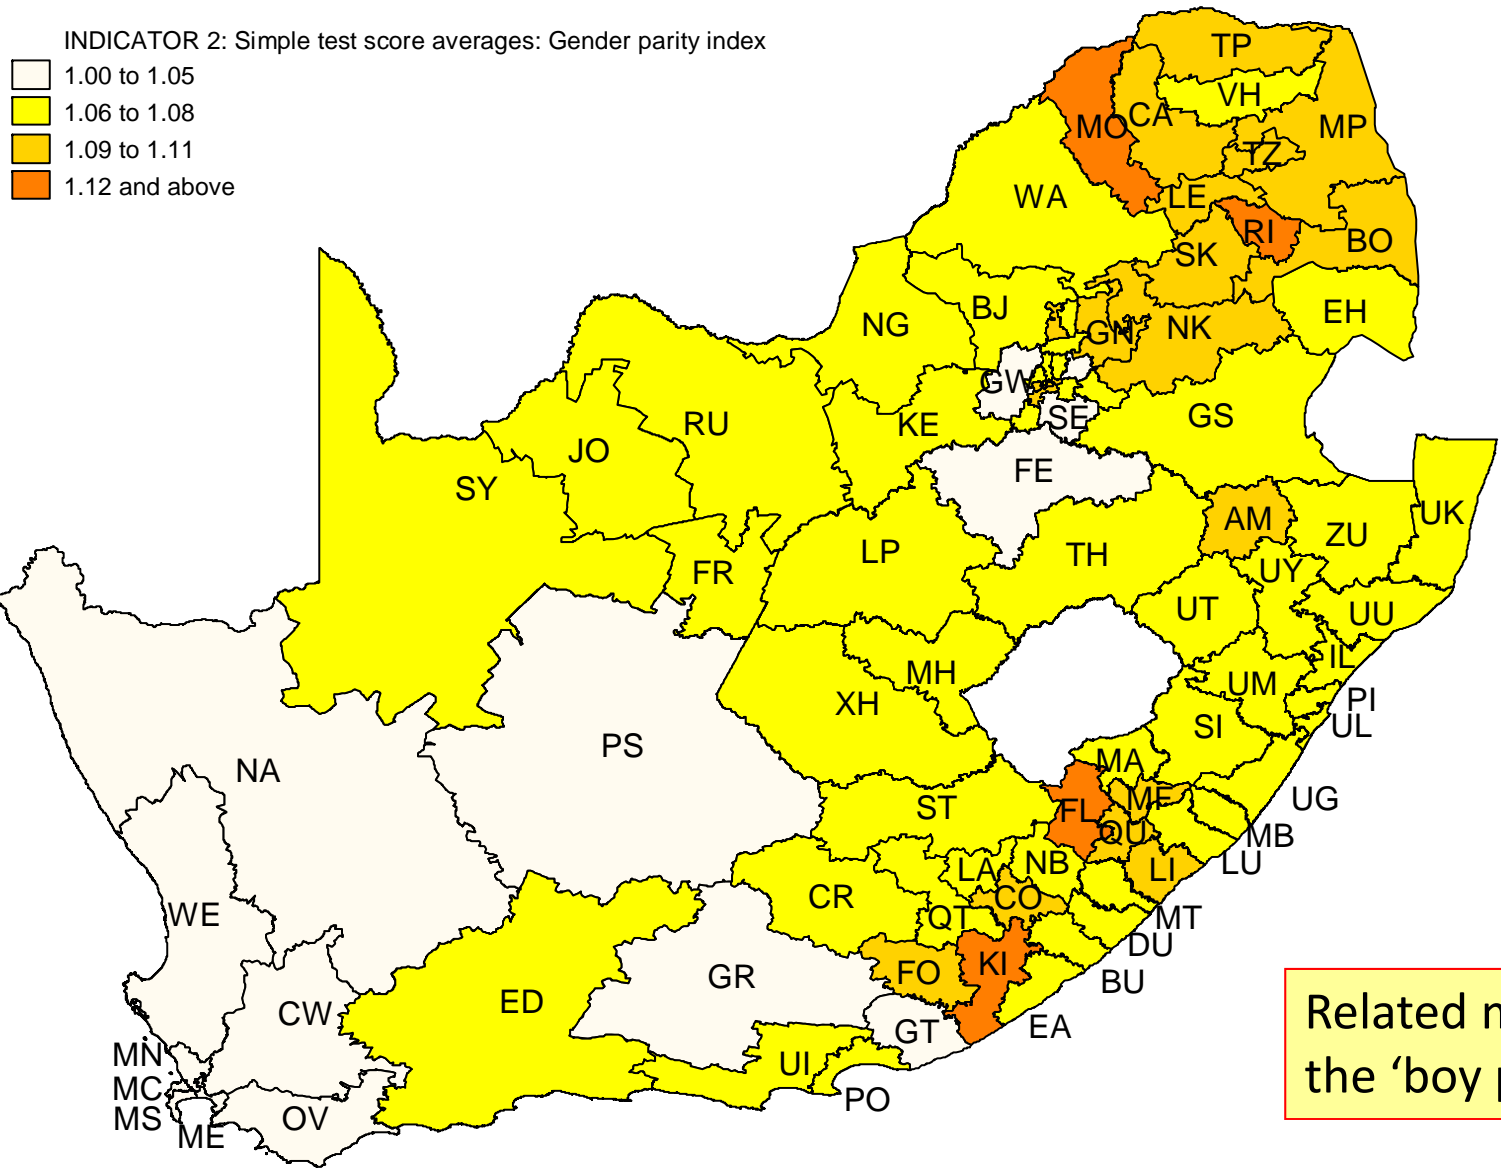 INDICATOR 2: Simple test score averages: Gender parity index
1.00 to 1.05
1.06 to 1.08
1.09 to 1.11
1.12 and above
TP
VH
CA
MO
MP
TZ
WA
LE
RI
SK
BO
EH
BJ
NG
GN
NK
GW
SE
GS
KE
RU
JO
FE
SY
AM
UK
ZU
LP
TH
FR
UY
UT
UU
IL
MH
UM
PI
XH
SI
UL
PS
MA
NA
UG
MF
FL
ST
QU
MB
LU
NB
LA
LI
CR
CO
WE
QT
MT
DU
KI
FO
GR
BU
ED
CW
GT
EA
MN
UI
MC
PO
MS
OV
ME
Related
the ‘boy